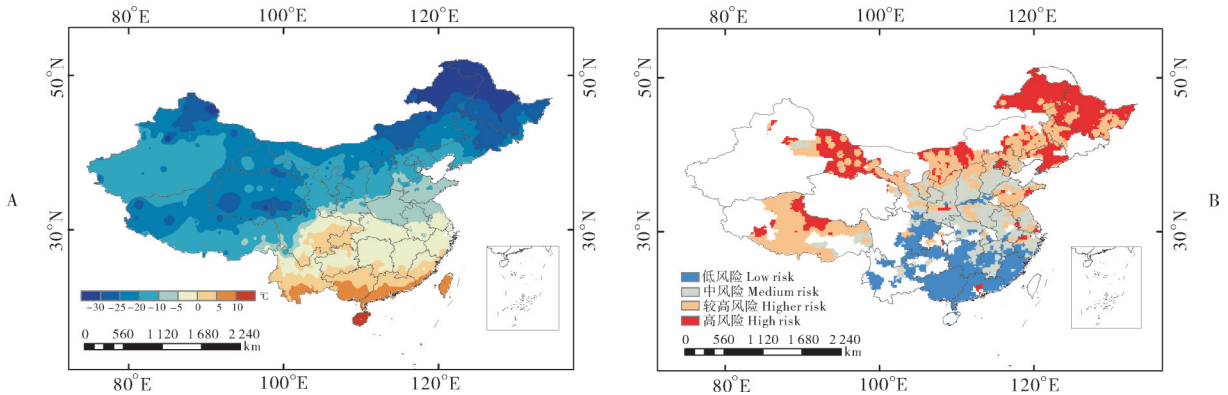 80°E 100°E 120°E
50°N
50°N
30°N
30°N
A
-30 -25 -20 -10 -5 0 5 10 ℃
0 560 1 120 1 680 2 240
km
80°E 100°E 120°E
80°E 100°E 120°E
50°N
50°N
30°N
30°N
B
低风险 Low risk
中风险 Medium risk
较高风险 Higher risk
高风险 High risk
0 560 1 120 1 680 2 240
km
80°E 100°E 120°E